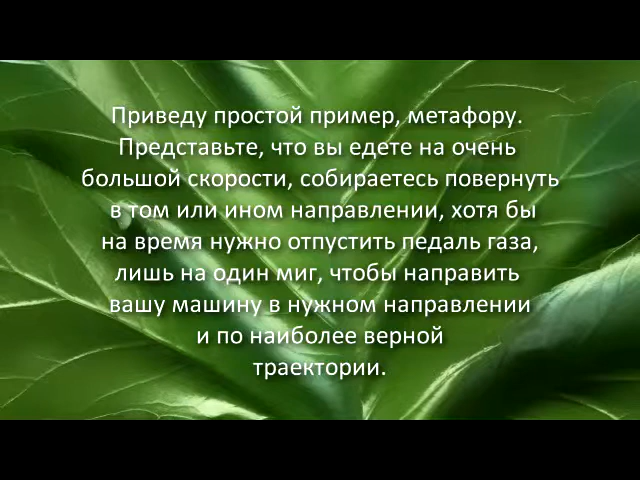 Приведу простой пример, метафору.
Представьте, что вы едете на очень
большой скорости, собираетесь повернуть
в том или ином направлении, хотя бы
на время нужно отпустить педаль газа,
лишь на один миг, чтобы направить
вашу машину в нужном направлении
и по наиболее верной
траектории.